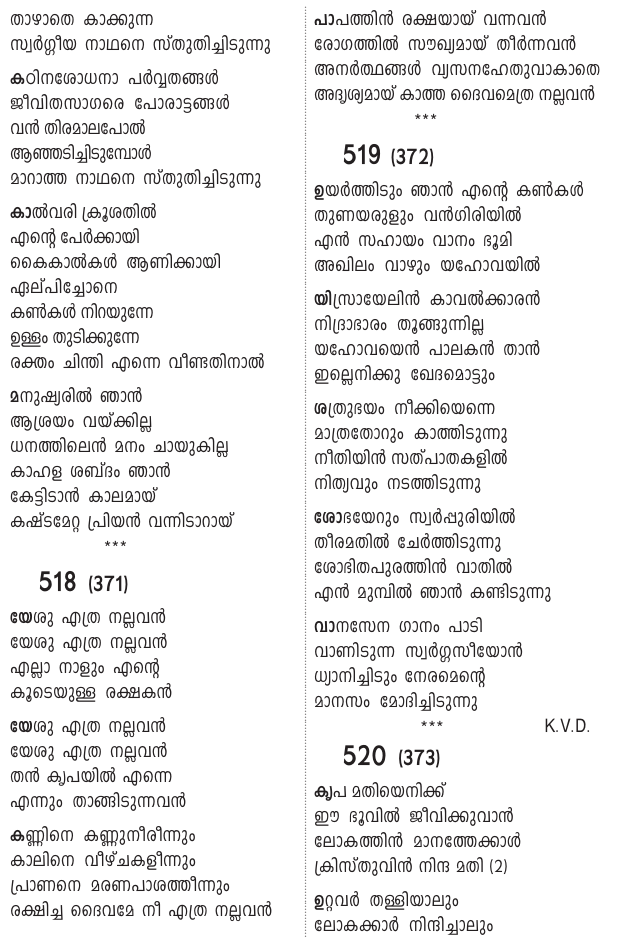 താഴാതെ കാക്കുന്ന
സ്വർഗ്ഗീയ നാഥനെ സ്തുതിച്ചിടുന്നു
കഠിനശോധനാ പർവ്വതങ്ങൾ
ജീവിതസാഗരെ പോരാട്ടങ്ങൾ
വൻ തിരമാലപോൽ
ആഞ്ഞടിച്ചിടുമ്പോൾ
മാറാത്ത നാഥനെ സ്തുതിച്ചിടുന്നു
കാൽവരി ക്രൂശതിൽ
എന്റെ പേർക്കായി
കൈകാൽകൾ ആണിക്കായി
ഏല്പിച്ചോനെ
കൺകൾ നിറയുന്നേ
ഉള്ളം തുടിക്കുന്നേ
രക്തം ചിന്തി എന്നെ വീണ്ടതിനാൽ
മനുഷ്യരിൽ ഞാൻ
ആശ്രയം വയ്ക്കില്ല
ധനത്തിലെൻ മനം ചായുകില്ല
കാഹള ശബ്ദം ഞാൻ
കേട്ടിടാൻ കാലമായ്
കഷ്ടമേറ്റ പ്രിയൻ വന്നിടാറായ്
***
518 (371)
യേശു എത്ര നല്ലവൻ
യേശു എത്ര നല്ലവൻ
എല്ലാ നാളും എന്റെ
കൂടെയുള്ള രക്ഷകൻ
യേശു എത്ര നല്ലവൻ
യേശു എത്ര നല്ലവൻ
തൻ കൃപയിൽ എന്നെ
എന്നും താങ്ങിടുന്നവൻ
കണ്ണിനെ കണ്ണുനീരീന്നും
കാലിനെ വീഴ്ചകളീന്നും
പ്രാണനെ മരണപാശത്തീന്നും
രക്ഷിച്ച ദൈവമേ നീ എത്ര നല്ലവൻ
പാപത്തിൻ രക്ഷയായ് വന്നവൻ
രോഗത്തിൽ സൗഖ്യമായ് തീർന്നവൻ
അനർത്ഥങ്ങൾ വ്യസനഹേതുവാകാതെ
അദൃശ്യമായ് കാത്ത ദൈവമെത്ര നല്ലവൻ
***
519 (372)
ഉയർത്തിടും ഞാൻ എന്റെ കൺകൾ
തുണയരുളും വൻഗിരിയിൽ
എൻ സഹായം വാനം ഭൂമി
അഖിലം വാഴും യഹോവയിൽ
യിസ്രായേലിൻ കാവൽക്കാരൻ
നിദ്രാഭാരം തൂങ്ങുന്നില്ല
യഹോവയെൻ പാലകൻ താൻ
ഇല്ലെനിക്കു ഖേദമൊട്ടും
ശത്രുഭയം നീക്കിയെന്നെ
മാത്രതോറും കാത്തിടുന്നു
നീതിയിൻ സത്പാതകളിൽ
നിത്യവും നടത്തിടുന്നു
ശോഭയേറും സ്വർപ്പുരിയിൽ
തീരമതിൽ ചേർത്തിടുന്നു
ശോഭിതപുരത്തിൻ വാതിൽ
എൻ മുമ്പിൽ ഞാൻ കണ്ടിടുന്നു
വാനസേന ഗാനം പാടി
വാണിടുന്ന സ്വർഗ്ഗസീയോൻ
ധ്യാനിച്ചിടും നേരമെന്റെ
മാനസം മോദിച്ചിടുന്നു
*** K.V.D.
520 (373)
കൃപ മതിയെനിക്ക്
ഈ ഭൂവിൽ ജീവിക്കുവാൻ
ലോകത്തിൻ മാനത്തേക്കാൾ
ക്രിസ്തുവിൻ നിന്ദ മതി (2)
ഉറ്റവർ തള്ളിയാലും
ലോകക്കാർ നിന്ദിച്ചാലും